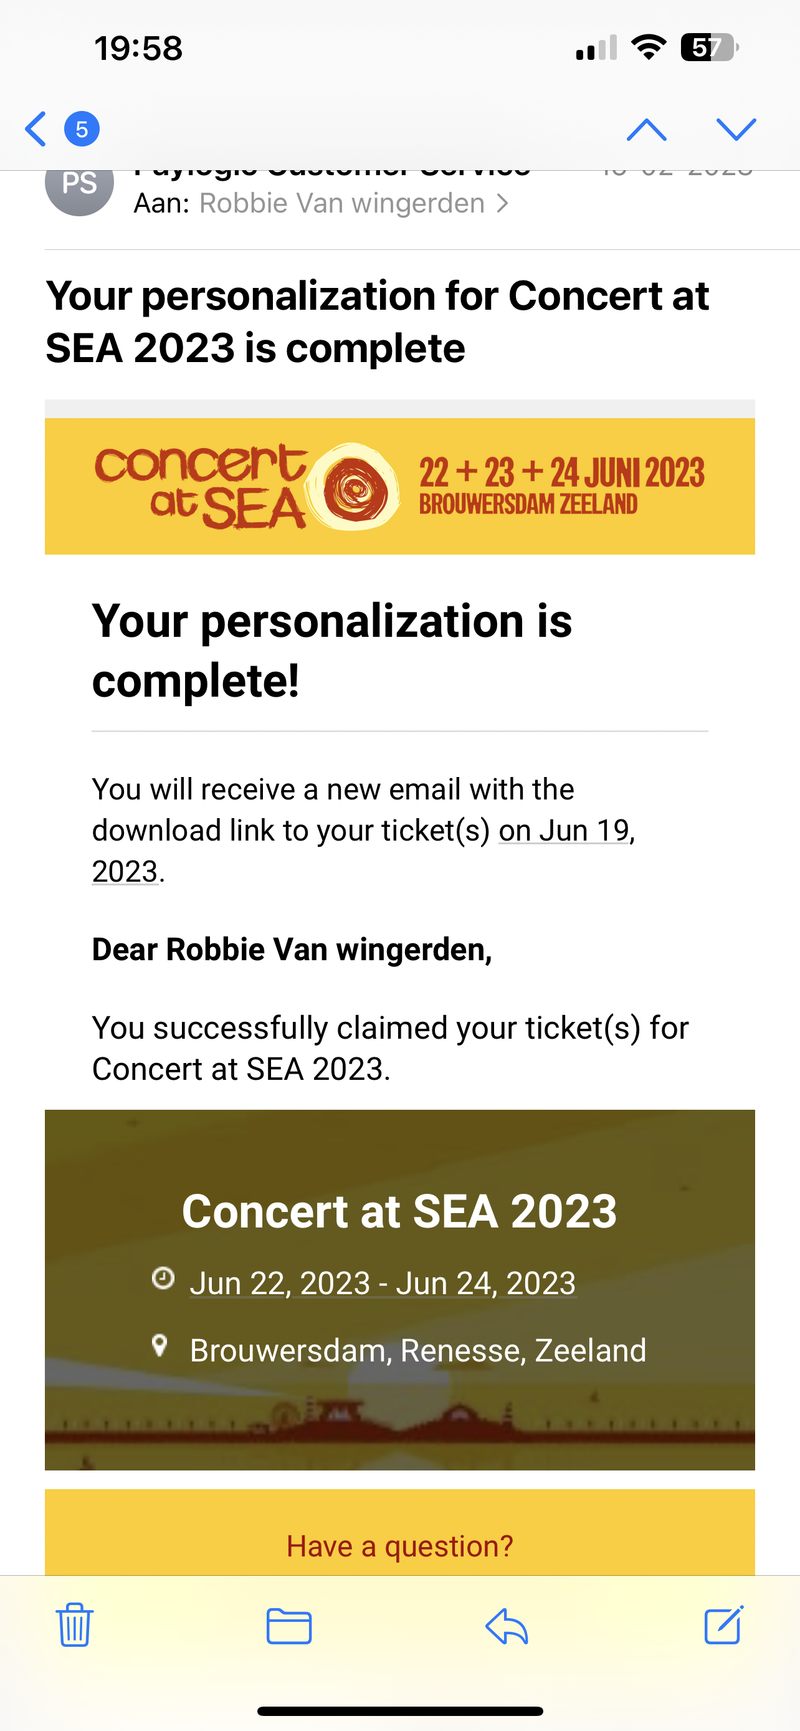 19:58
57
5
PS
Paylogic Customer Service
Aan: Robbie Van wingerden
Your personalization for Concert at
SEA 2023 is complete
concert
at SEA
22 + 23 + 24 JUNI 2023
BROUWERSDAM ZEELAND
Your personalization is
complete!
You will receive a new email with the
download link to your ticket(s) on Jun 19,
2023.
Dear Robbie Van wingerden,
You successfully claimed your ticket(s) for
Concert at SEA 2023.
Concert at SEA 2023
Jun 22, 2023 - Jun 24, 2023
Brouwersdam, Renesse, Zeeland
Have a question?